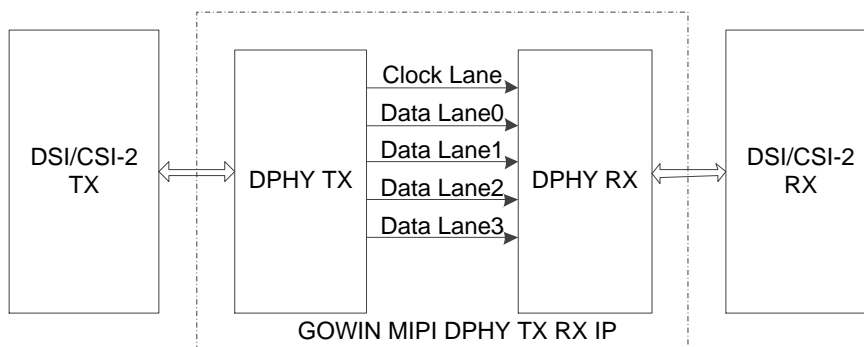 DSI/CSI-2
TX
DPHY TX
Clock Lane
Data Lane0
Data Lane1
Data Lane2
Data Lane3
DPHY RX
DSI/CSI-2
RX
GOWIN MIPI DPHY TX RX IP